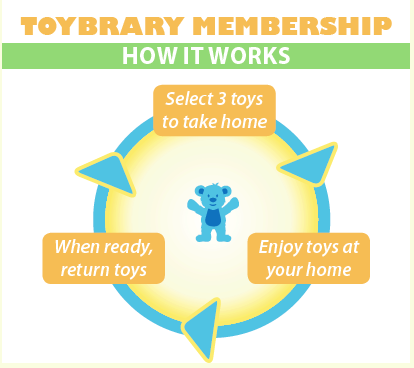 TOYBRARY MEMBERSHIP
HOW IT WORKS
Select 3 toys
to take home
Enjoy toys at
your home
When ready,
return toys